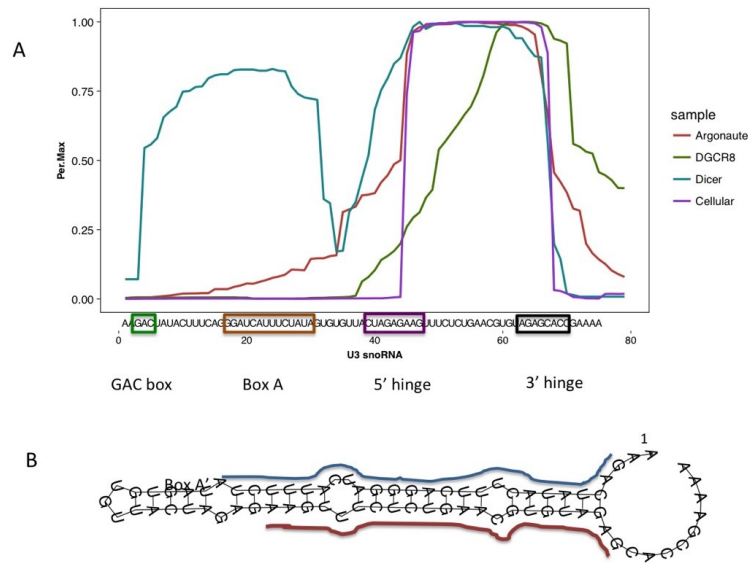 A
1.00
0.75
0.50
0.25
0.00
Per.Max
sample
Argonaute
DGCR8
Dicer
Cellular
AAGACUAUACUUUCAGGGAUCAUUUCUAUAGUGUGUUACUAGAGAAGUUUCUCUGAACGUGUAGAGCACCGAAAA
0 20 40 60 80
U3 snoRNA
GAC box Box A 5' hinge 3' hinge
B
Box A'
1